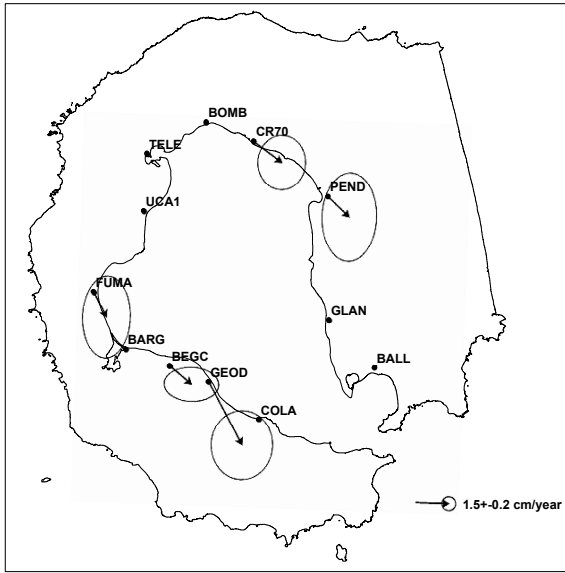 BOMB
CR70
TELE
PEND
UCA1
FUMA
GLAN
BARG
BEGC
BALL
GEOD
COLA
1.5+-0.2 cm/year